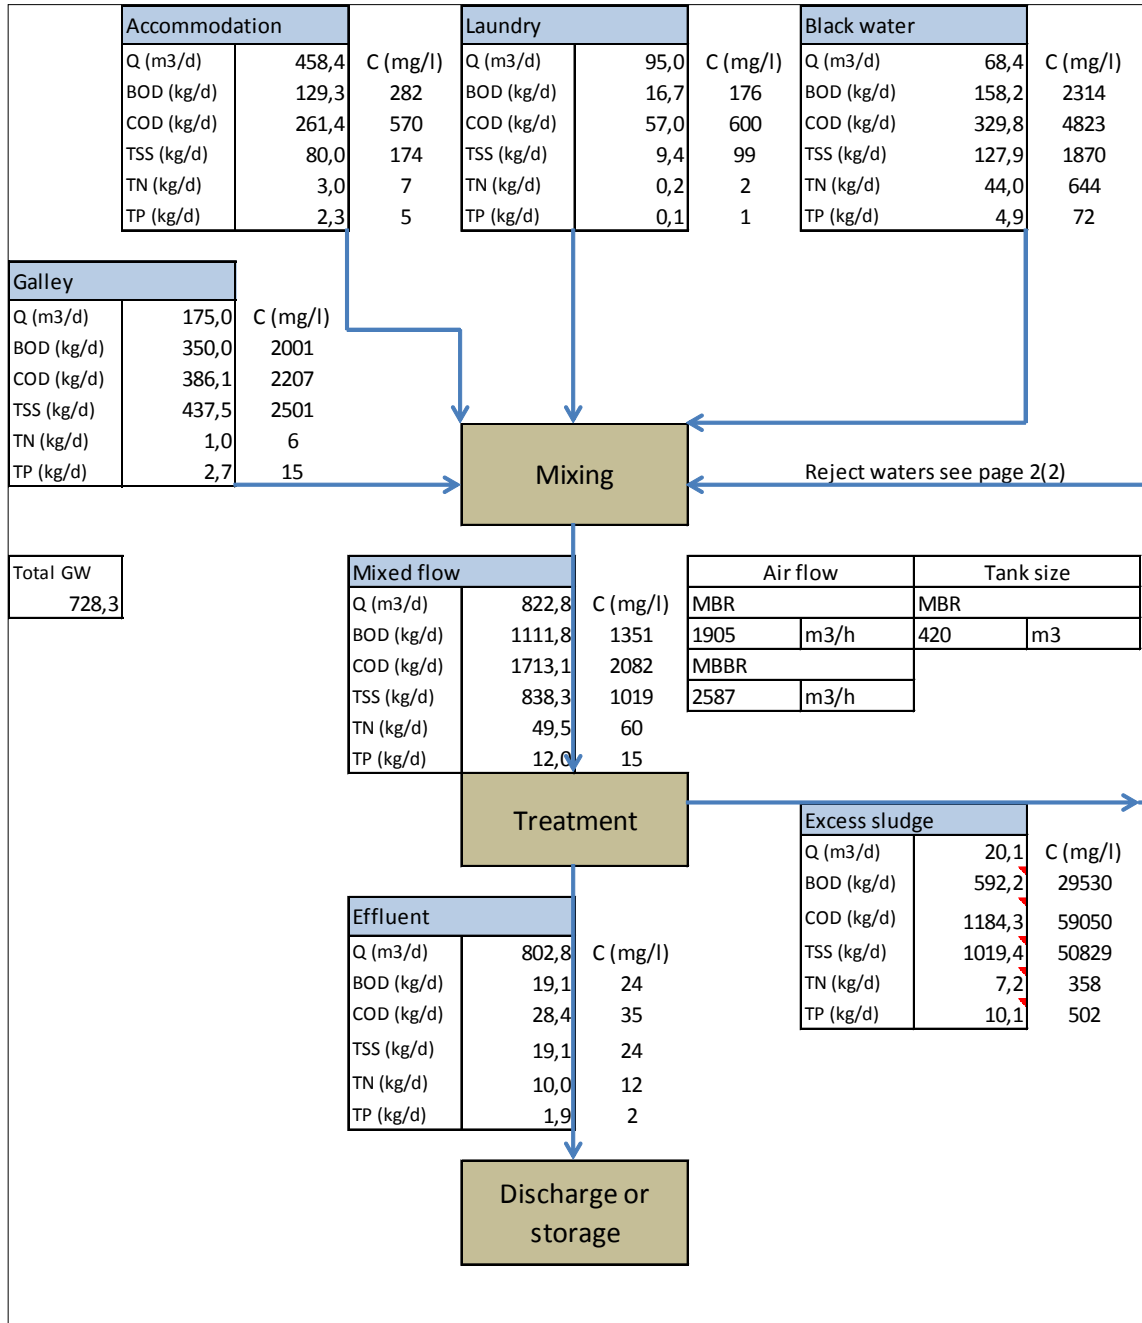 Accommodation
Q (m3/d) 458,4 C (mg/l)
BOD (kg/d) 129,3 282
COD (kg/d) 261,4 570
TSS (kg/d) 80,0 174
TN (kg/d) 3,0 7
TP (kg/d) 2,3 5
Laundry
Q (m3/d) 95,0 C (mg/l)
BOD (kg/d) 16,7 176
COD (kg/d) 57,0 600
TSS (kg/d) 9,4 99
TN (kg/d) 0,2 2
TP (kg/d) 0,1 1
Black water
Q (m3/d) 68,4 C (mg/l)
BOD (kg/d) 158,2 2314
COD (kg/d) 329,8 4823
TSS (kg/d) 127,9 1870
TN (kg/d) 44,0 644
TP (kg/d) 4,9 72
Galley
Q (m3/d) 175,0 C (mg/l)
BOD (kg/d) 350,0 2001
COD (kg/d) 386,1 2207
TSS (kg/d) 437,5 2501
TN (kg/d) 1,0 6
TP (kg/d) 2,7 15
Mixing
Reject waters see page 2(2)
Total GW
728,3
Mixed flow
Q (m3/d) 822,8 C (mg/l)
BOD (kg/d) 1111,8 1351
COD (kg/d) 1713,1 2082
TSS (kg/d) 838,3 1019
TN (kg/d) 49,5 60
TP (kg/d) 12,0 15
Air flow Tank size
MBR MBR
1905 m3/h 420 m3
MBBR
2587 m3/h
Treatment
Excess sludge
Q (m3/d) 20,1 C (mg/l)
BOD (kg/d) 592,2 29530
COD (kg/d) 1184,3 59050
TSS (kg/d) 1019,4 50829
TN (kg/d) 7,2 358
TP (kg/d) 10,1 502
Effluent
Q (m3/d) 802,8 C (mg/l)
BOD (kg/d) 19,1 24
COD (kg/d) 28,4 35
TSS (kg/d) 19,1 24
TN (kg/d) 10,0 12
TP (kg/d) 1,9 2
Discharge or
storage